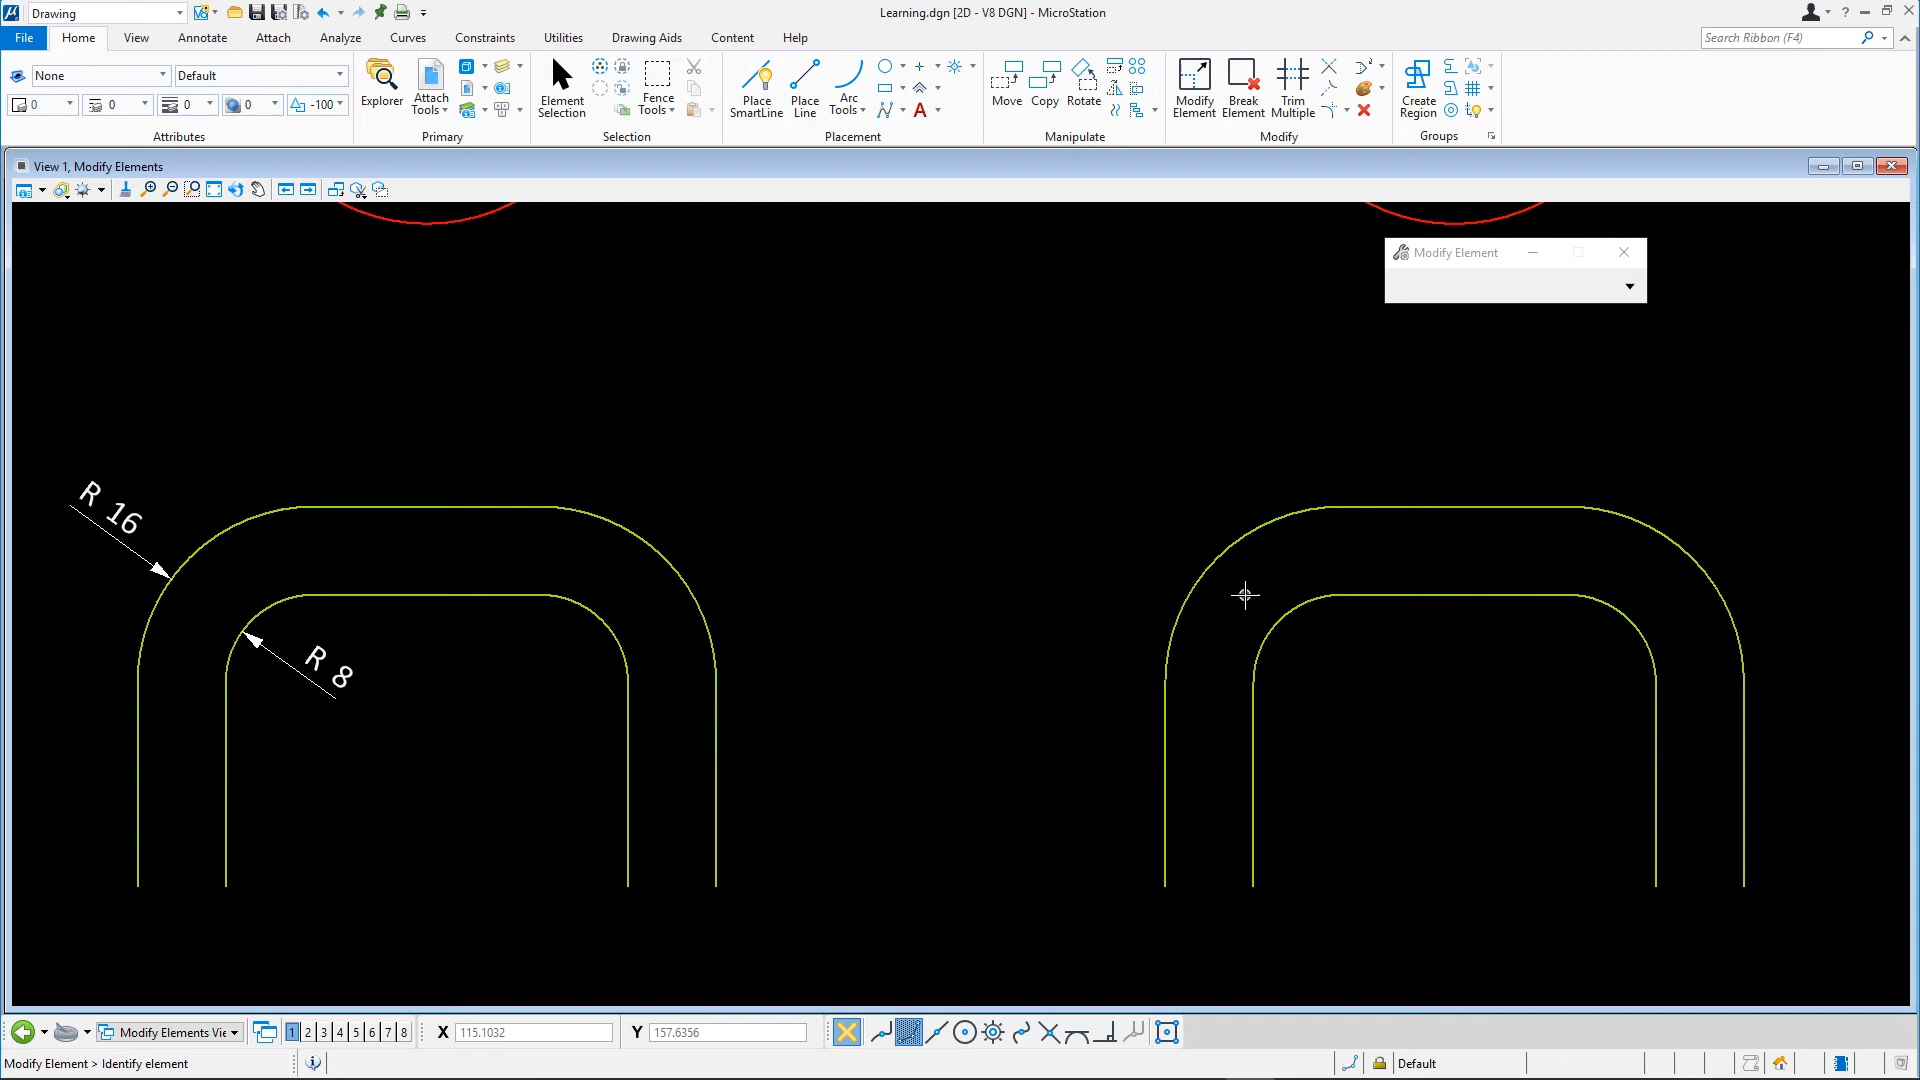 Drawing
Learning.dgn [2D - V8 DGN] - MicroStation
File Home View Annotate Attach Analyze Curves Constraints Utilities Drawing Aids Content Help
Search Ribbon (F4)
None Default
0 0 0 0 -100
Attributes
Explorer
Attach Tools
Primary
Element Selection
Fence Tools
Selection
Place SmartLine
Place Line
Arc Tools
Placement
Move Copy Rotate
Manipulate
Modify Element
Break Element
Trim Multiple
Modify
Create Region
Groups
View 1, Modify Elements
Modify Element
R 16
R 8
Modify Elements Vie
1 2 3 4 5 6 7 8
X 115.1032
Y 157.6356
Modify Element > Identify element
Default